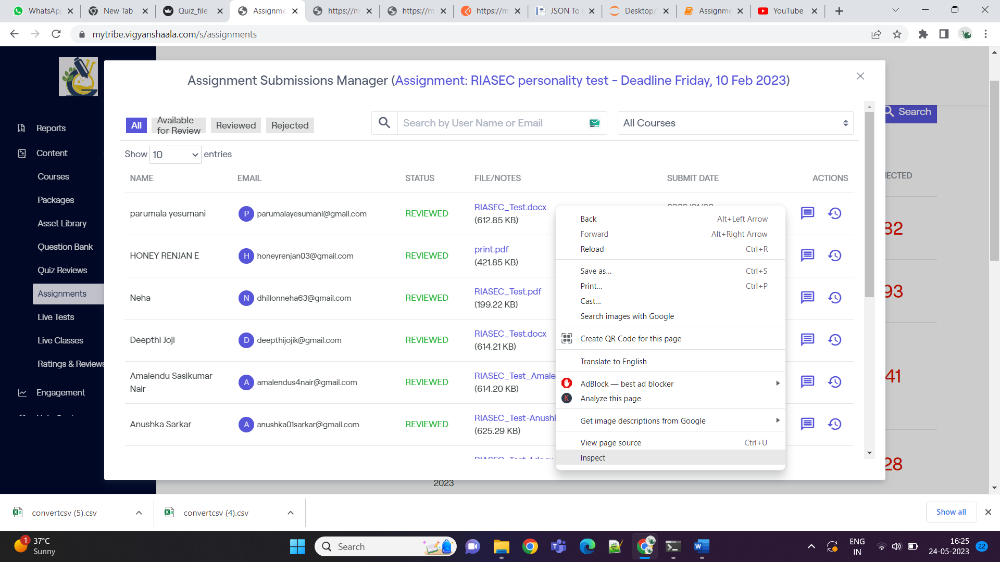 WhatsApp
New Tab
Quiz_file
Assignme
https://m
https://m
https://m
JSON To
Desktop/
Assignme
YouTube
mytribe.vigyanshaala.com/s/assignments
Assignment Submissions Manager (Assignment: RIASEC personality test - Deadline Friday, 10 Feb 2023)
Search
Reports
Content
Courses
Packages
Asset Library
Question Bank
Quiz Reviews
Assignments
Live Tests
Live Classes
Ratings & Reviews
Engagement
All
Available for Review
Reviewed
Rejected
Search by User Name or Email
All Courses
Show 10 entries
NAME EMAIL STATUS FILE/NOTES SUBMIT DATE ACTIONS
JECTED
parumala yesumani P parumalayesumani@gmail.com REVIEWED RIASEC_Test.docx
(612.85 KB)
32
HONEY RENJAN E H honeyrenjan03@gmail.com REVIEWED print.pdf
(421.85 KB)
Neha N dhillonneha63@gmail.com REVIEWED RIASEC_Test.pdf
(199.22 KB)
93
Deepthi Joji D deepthijojik@gmail.com REVIEWED RIASEC_Test.docx
(614.21 KB)
Amalendu Sasikumar Nair A amalendus4nair@gmail.com REVIEWED RIASEC_Test_Amale
(614.20 KB)
41
Anushka Sarkar A anushka01sarkar@gmail.com REVIEWED RIASEC_Test-Anushk
(625.29 KB)
28
2023
Back Alt+Left Arrow
Forward Alt+Right Arrow
Reload Ctrl+R
Save as... Ctrl+S
Print... Ctrl+P
Cast...
Search images with Google
Create QR Code for this page
Translate to English
AdBlock — best ad blocker
K Analyze this page
Get image descriptions from Google
View page source Ctrl+U
Inspect
convertcsv (5).csv
convertcsv (4).csv
Show all
1
37°C
Sunny
Search
ENG
IN
16:25
24-05-2023
22